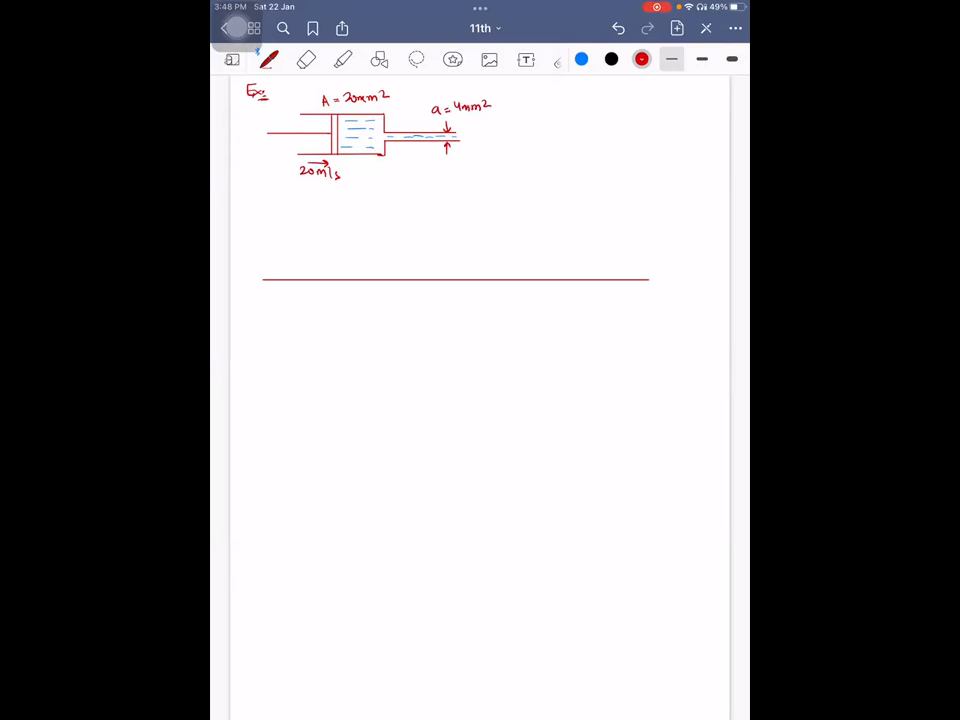 3:48 PM Sat 22 Jan
49%
11th
T
Ex:
A = 20mm2
a = 4mm2
20m/s